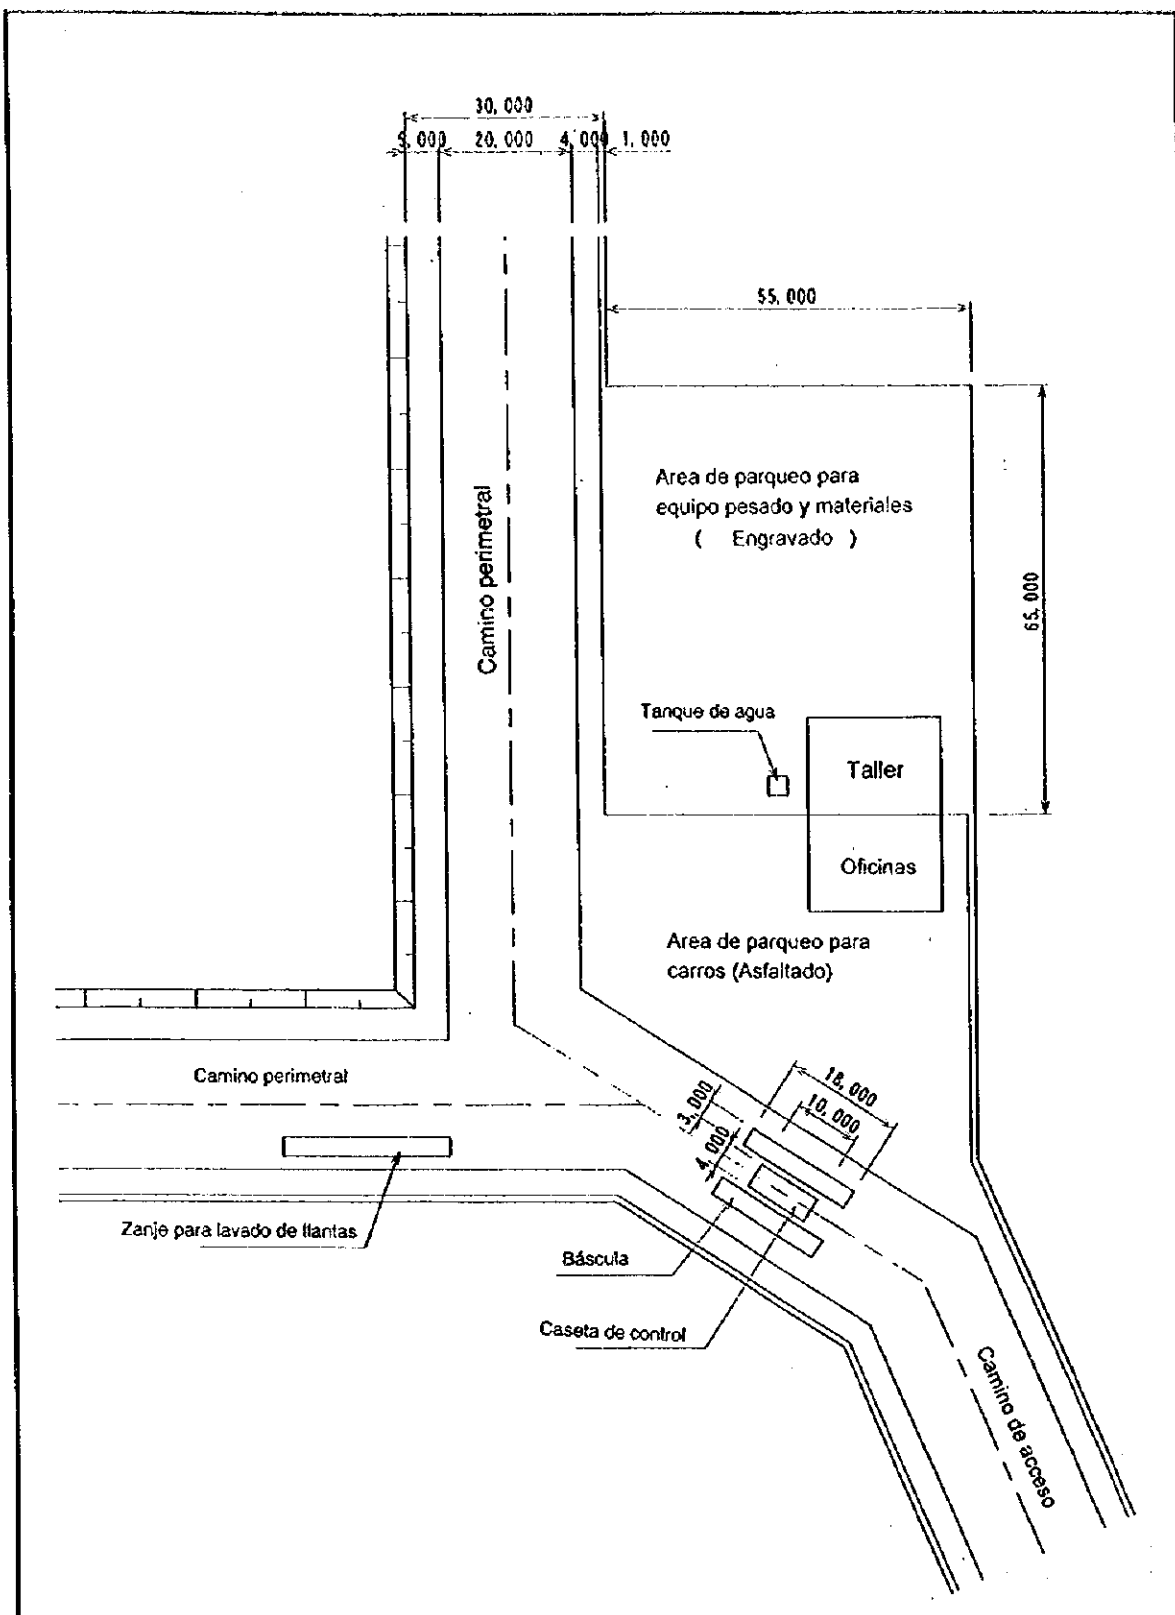 30,000
5,000 20,000 4,000 1,000
55,000
Area de parqueo para
equipo pesado y materiales
( Engravado )
Camino perimetral
65,000
Tanque de agua
Taller
Oficinas
Area de parqueo para
carros (Asfaltado)
Camino perimetral
18,000
10,000
3,000
4,000
Zanje para lavado de llantas
Báscula
Caseta de control
Camino de acceso